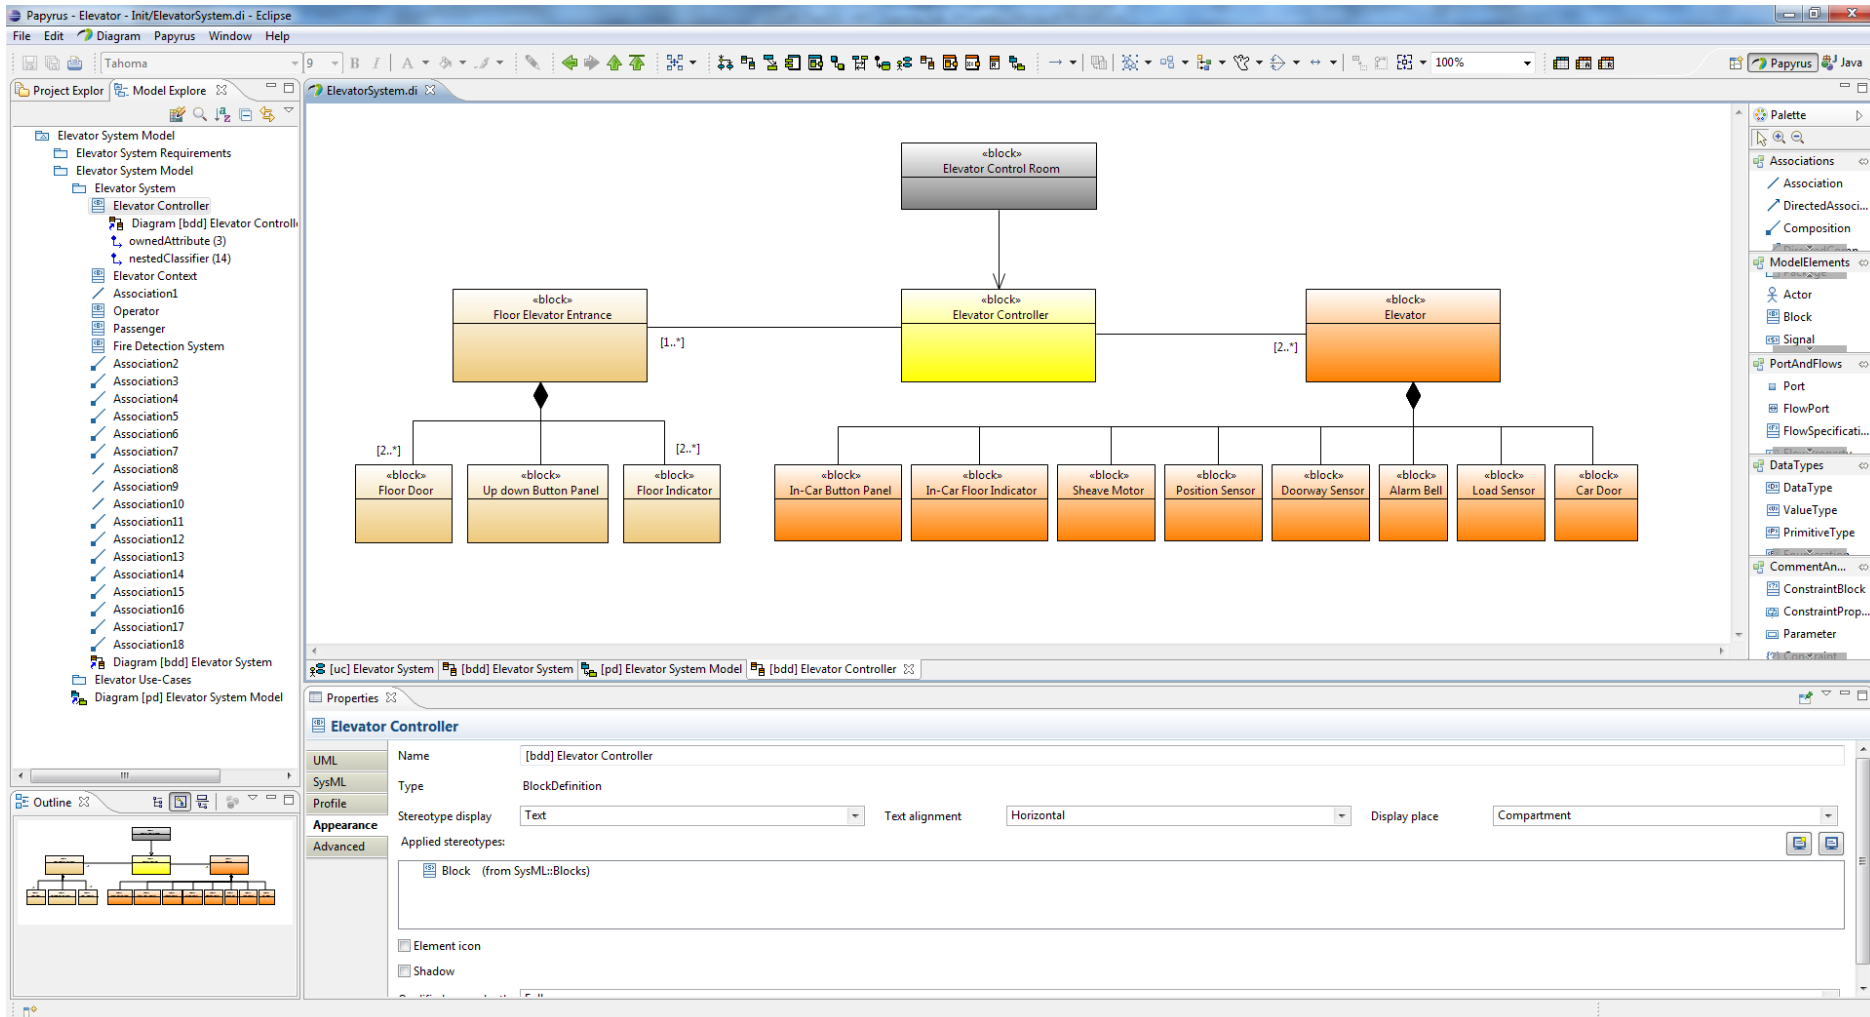 Papyrus - Elevator - Init/ElevatorSystem.di - Eclipse
File Edit Diagram Papyrus Window Help
Tahoma 9 B I A 100% Papyrus Java
Project Explor Model Explore
Elevator System Model
Elevator System Requirements
Elevator System Model
Elevator System
Elevator Controller
Diagram [bdd] Elevator Controlle
ownedAttribute (3)
nestedClassifier (14)
Elevator Context
Association1
Operator
Passenger
Fire Detection System
Association2
Association3
Association4
Association5
Association6
Association7
Association8
Association9
Association10
Association11
Association12
Association13
Association14
Association15
Association16
Association17
Association18
Diagram [bdd] Elevator System
Elevator Use-Cases
Diagram [pd] Elevator System Model
Outline
ElevatorSystem.di
«block»
Elevator Control Room
«block»
Floor Elevator Entrance
«block»
Elevator Controller
«block»
Elevator
[1..*]
[2..*]
[2..*]
[2..*]
«block»
Floor Door
«block»
Up down Button Panel
«block»
Floor Indicator
«block»
In-Car Button Panel
«block»
In-Car Floor Indicator
«block»
Sheave Motor
«block»
Position Sensor
«block»
Doorway Sensor
«block»
Alarm Bell
«block»
Load Sensor
«block»
Car Door
[uc] Elevator System [bdd] Elevator System [pd] Elevator System Model [bdd] Elevator Controller
Palette
Associations
Association
DirectedAssoci...
Composition
ModelElements
Package
Actor
Block
Signal
PortAndFlows
Port
FlowPort
FlowSpecificati...
DataTypes
DataType
ValueType
PrimitiveType
CommentAn...
ConstraintBlock
ConstraintProp...
Parameter
Properties
Elevator Controller
UML
SysML
Profile
Appearance
Advanced
Name [bdd] Elevator Controller
Type BlockDefinition
Stereotype display Text Text alignment Horizontal Display place Compartment
Applied stereotypes:
Block (from SysML::Blocks)
Element icon
Shadow